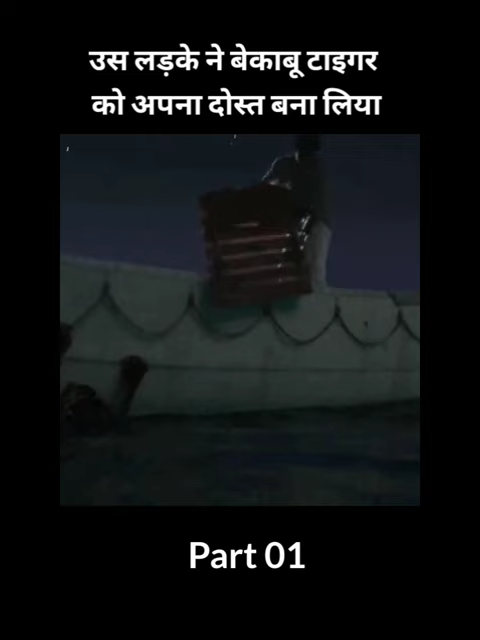 उस लड़के ने बेकाबू टाइगर
को अपना दोस्त बना लिया
Part 01